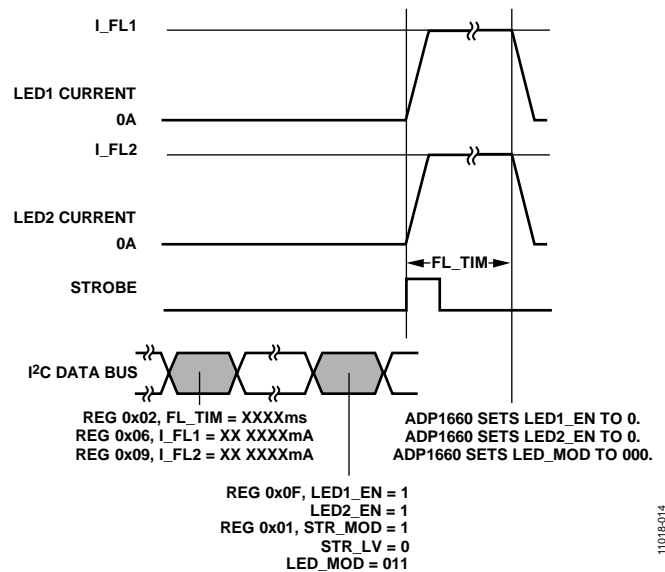 I_FL1
LED1 CURRENT
0A
I_FL2
LED2 CURRENT
0A
FL_TIM
STROBE
I2C DATA BUS
REG 0x02, FL_TIM = XXXXms
REG 0x06, I_FL1 = XX XXXXmA
REG 0x09, I_FL2 = XX XXXXmA
ADP1660 SETS LED1_EN TO 0.
ADP1660 SETS LED2_EN TO 0.
ADP1660 SETS LED_MOD TO 000.
REG 0x0F, LED1_EN = 1
LED2_EN = 1
REG 0x01, STR_MOD = 1
STR_LV = 0
LED_MOD = 011
11018-014